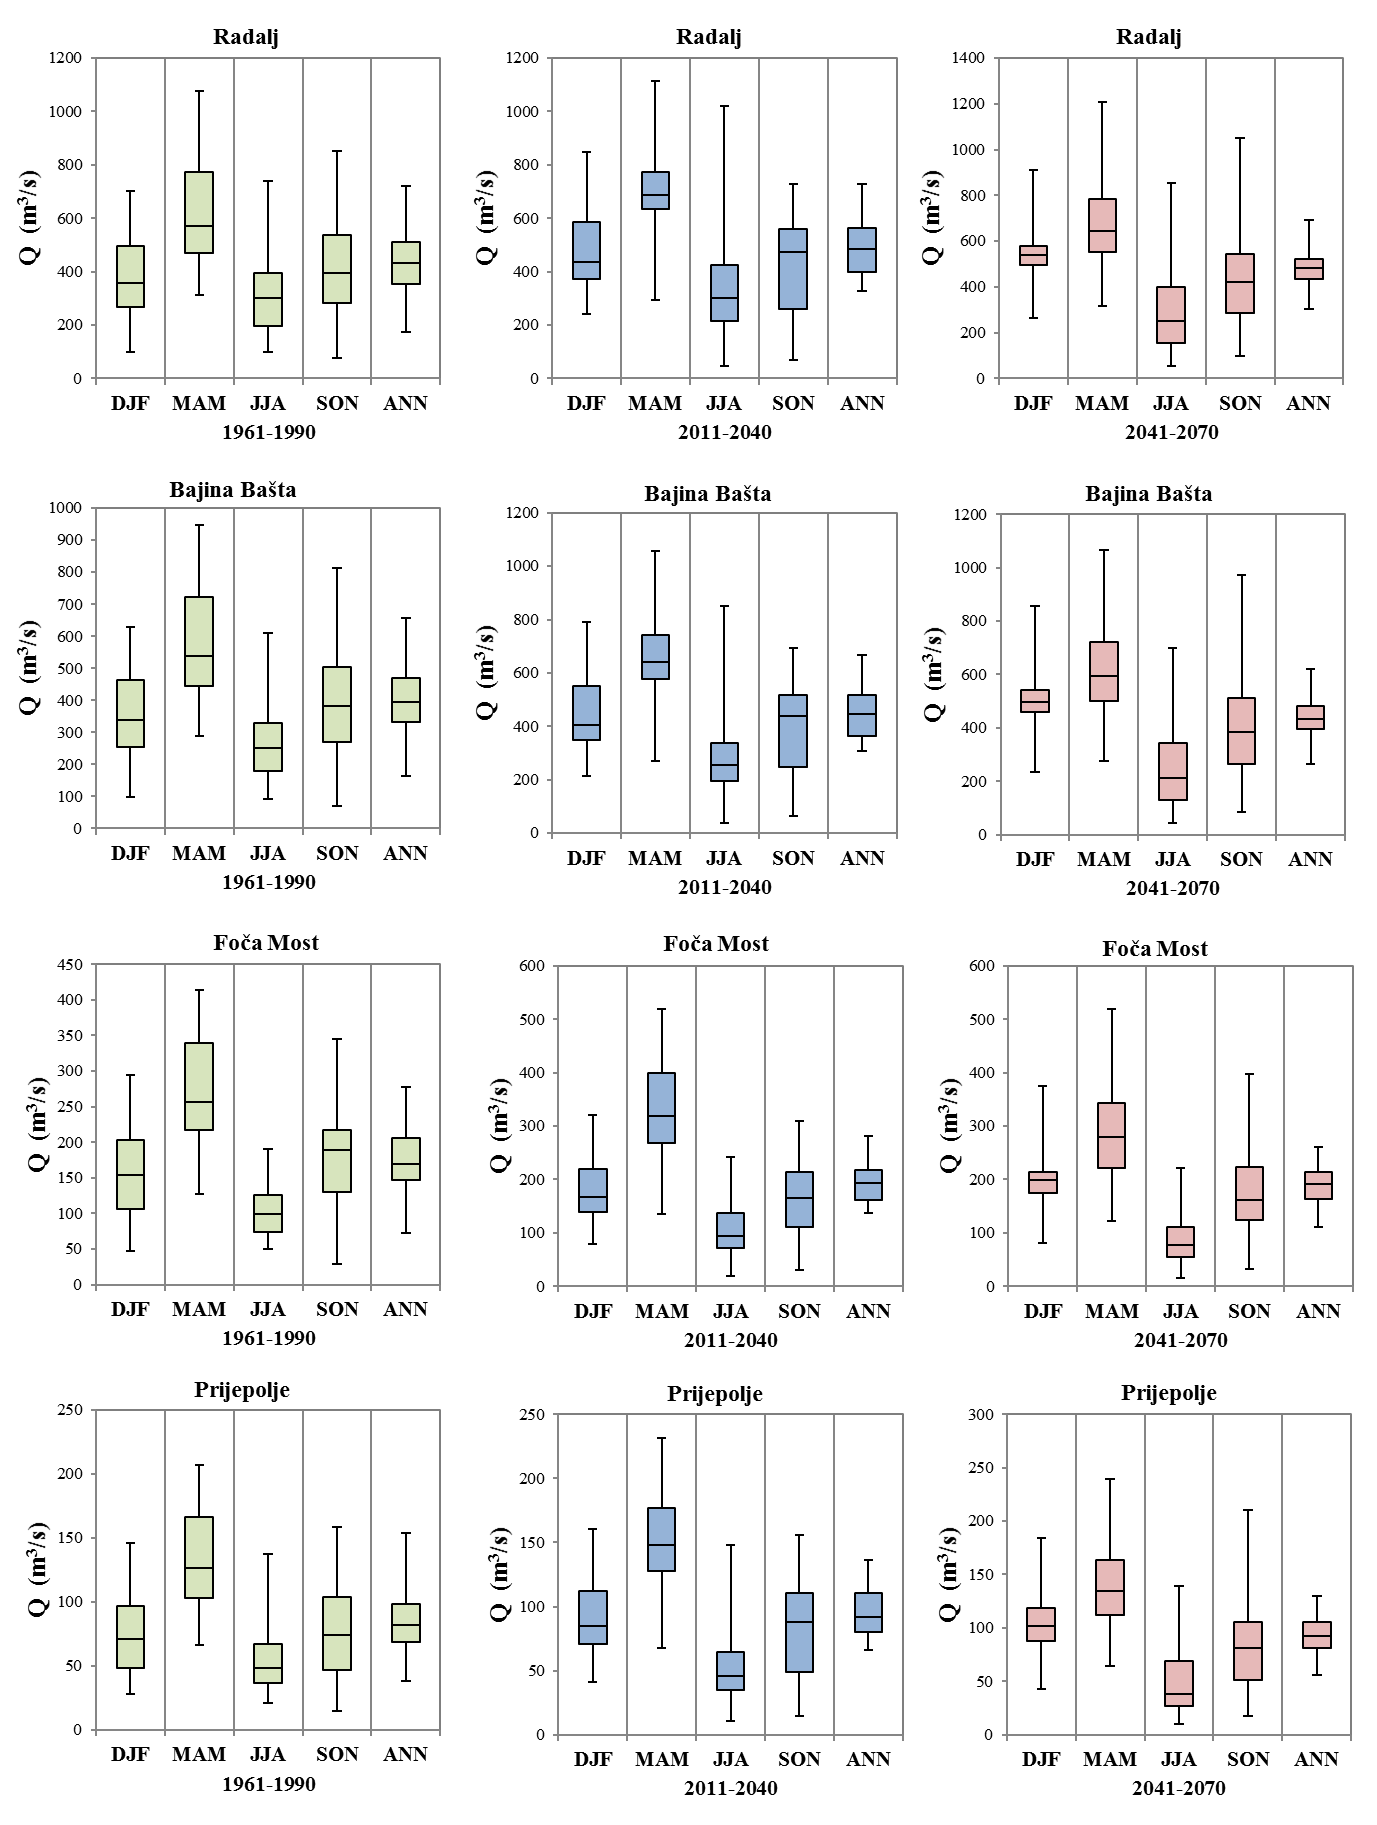 Radalj
Radalj
Radalj
1200
1000
800
600
400
200
0
Q (m³/s)
DJF MAM JJA SON ANN
1961-1990
1200
1000
800
600
400
200
0
Q (m³/s)
DJF MAM JJA SON ANN
2011-2040
1400
1200
1000
800
600
400
200
0
Q (m³/s)
DJF MAM JJA SON ANN
2041-2070
Bajina Bašta
Bajina Bašta
Bajina Bašta
1000
900
800
700
600
500
400
300
200
100
0
Q (m³/s)
DJF MAM JJA SON ANN
1961-1990
1200
1000
800
600
400
200
0
Q (m³/s)
DJF MAM JJA SON ANN
2011-2040
1200
1000
800
600
400
200
0
Q (m³/s)
DJF MAM JJA SON ANN
2041-2070
Foča Most
Foča Most
Foča Most
450
400
350
300
250
200
150
100
50
0
Q (m³/s)
DJF MAM JJA SON ANN
1961-1990
600
500
400
300
200
100
0
Q (m³/s)
DJF MAM JJA SON ANN
2011-2040
600
500
400
300
200
100
0
Q (m³/s)
DJF MAM JJA SON ANN
2041-2070
Prijepolje
Prijepolje
Prijepolje
250
200
150
100
50
0
Q (m³/s)
DJF MAM JJA SON ANN
1961-1990
250
200
150
100
50
0
Q (m³/s)
DJF MAM JJA SON ANN
2011-2040
300
250
200
150
100
50
0
Q (m³/s)
DJF MAM JJA SON ANN
2041-2070